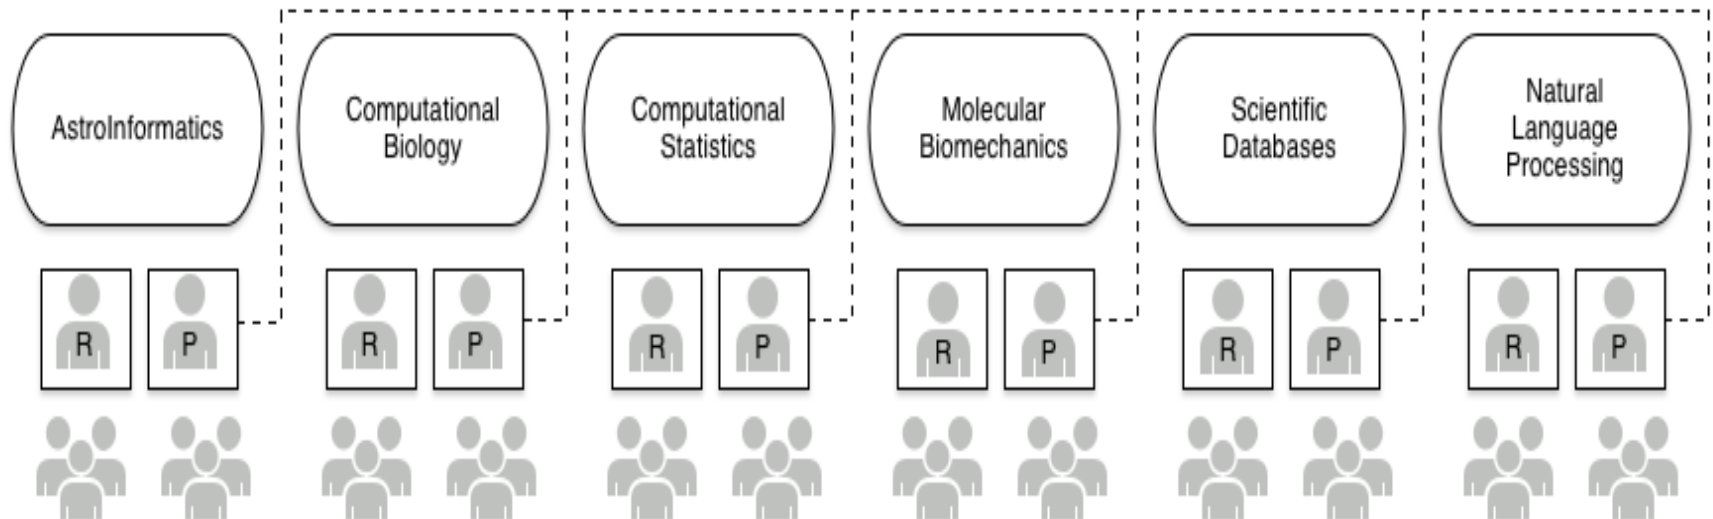 AstroInformatics
Computational
Biology
Computational
Statistics
Molecular
Biomechanics
Scientific
Databases
Natural
Language
Processing
R
P
R
P
R
P
R
P
R
P
R
P